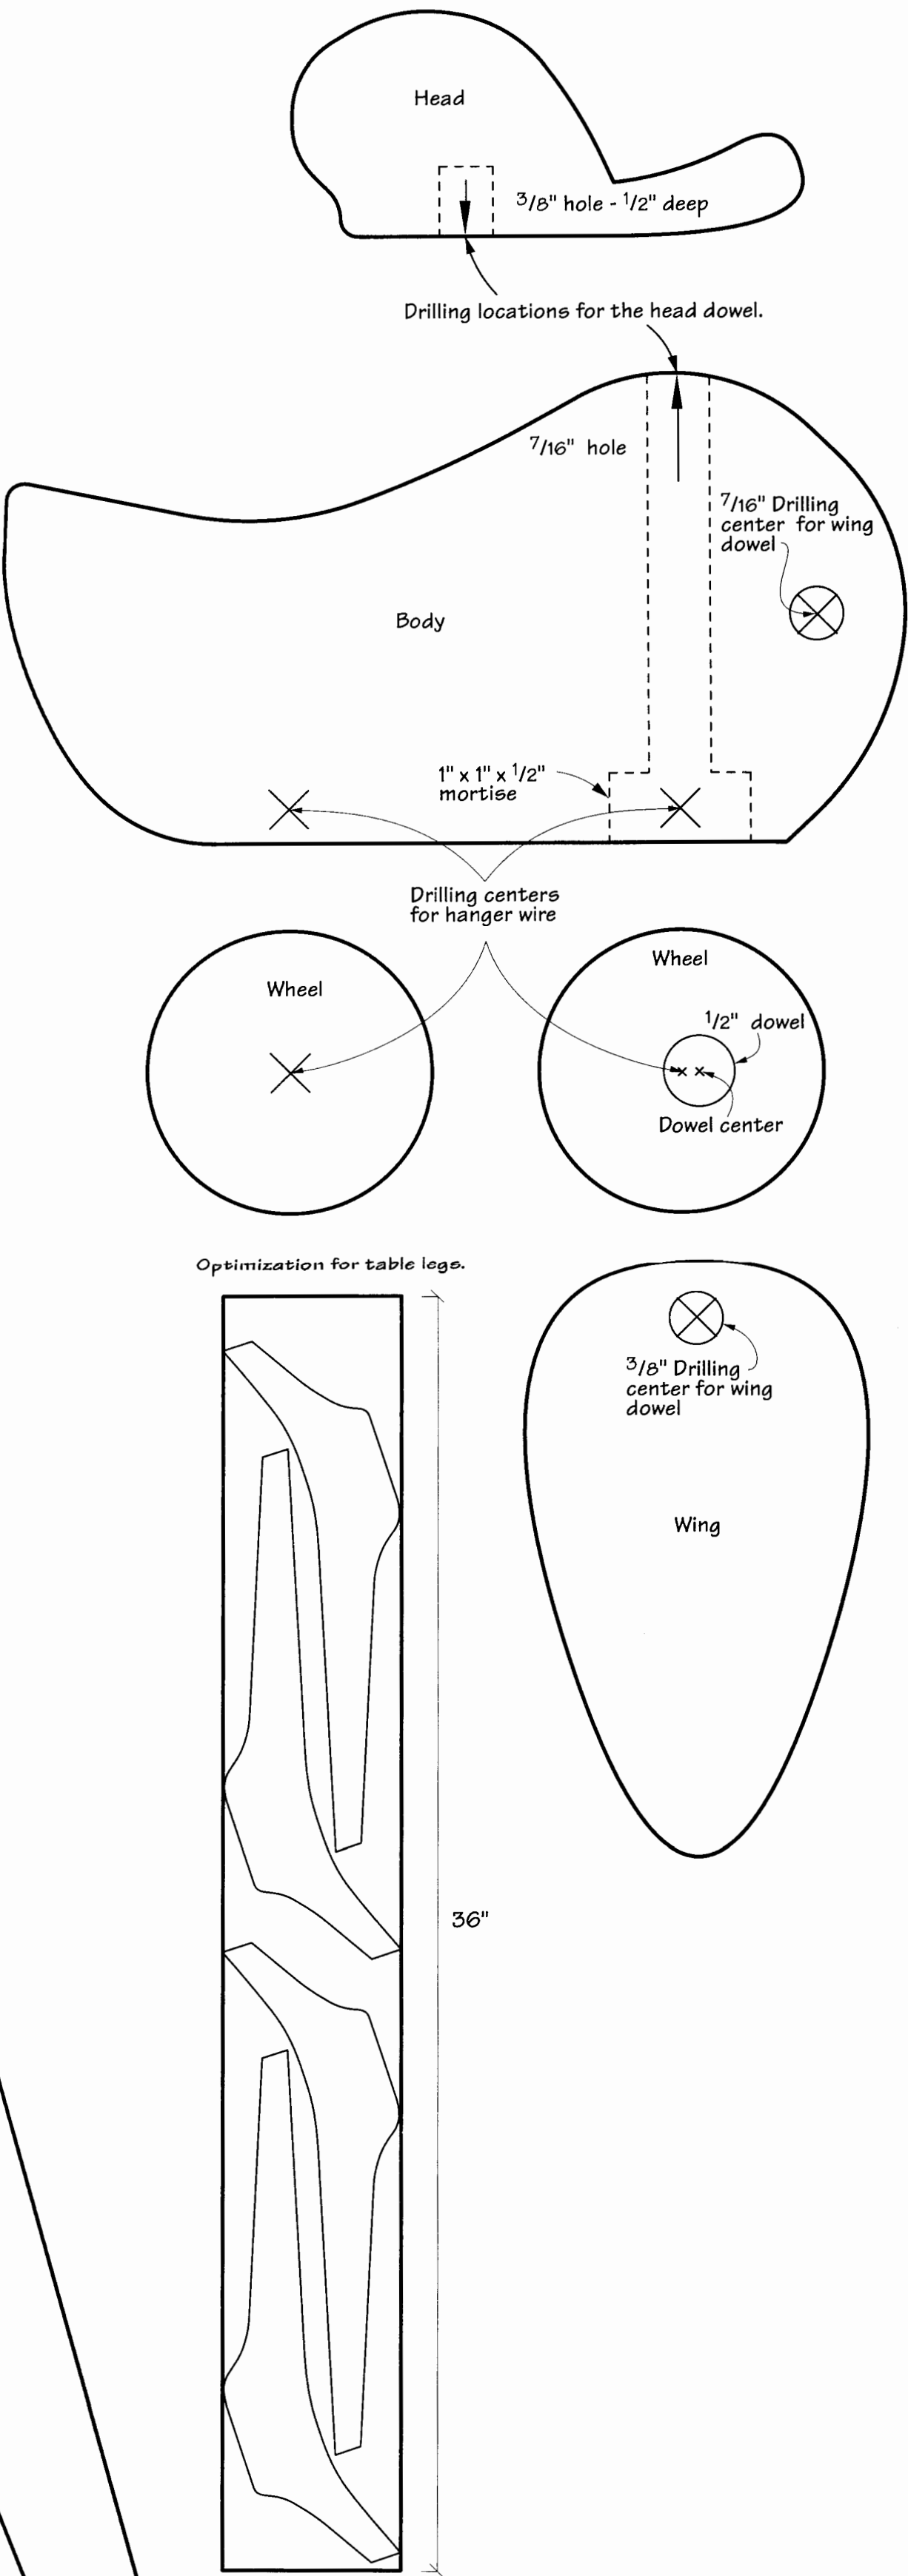 Head
3/8" hole - 1/2" deep
Drilling locations for the head dowel.
7/16" hole
7/16" Drilling
center for wing
dowel
Body
1" x 1" x 1/2"
mortise
Drilling centers
for hanger wire
Wheel
Wheel
1/2" dowel
Dowel center
Optimization for table legs.
3/8" Drilling
center for wing
dowel
Wing
36"